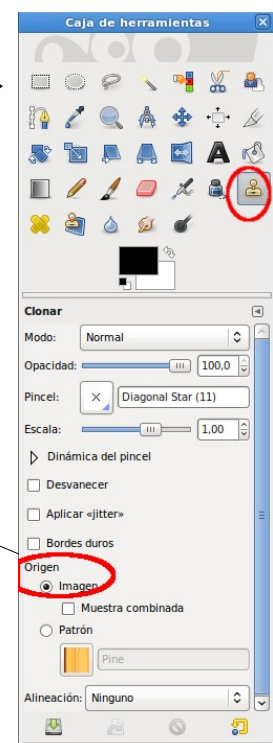 Caja de herramientas
Clonar
Modo: Normal
Opacidad: 100,0
Pincel: Diagonal Star (11)
Escala: 1,00
Dinámica del pincel
Desvanecer
Aplicar «jitter»
Bordes duros
Origen
Imagen
Muestra combinada
Patrón
Pine
Alineación: Ninguno